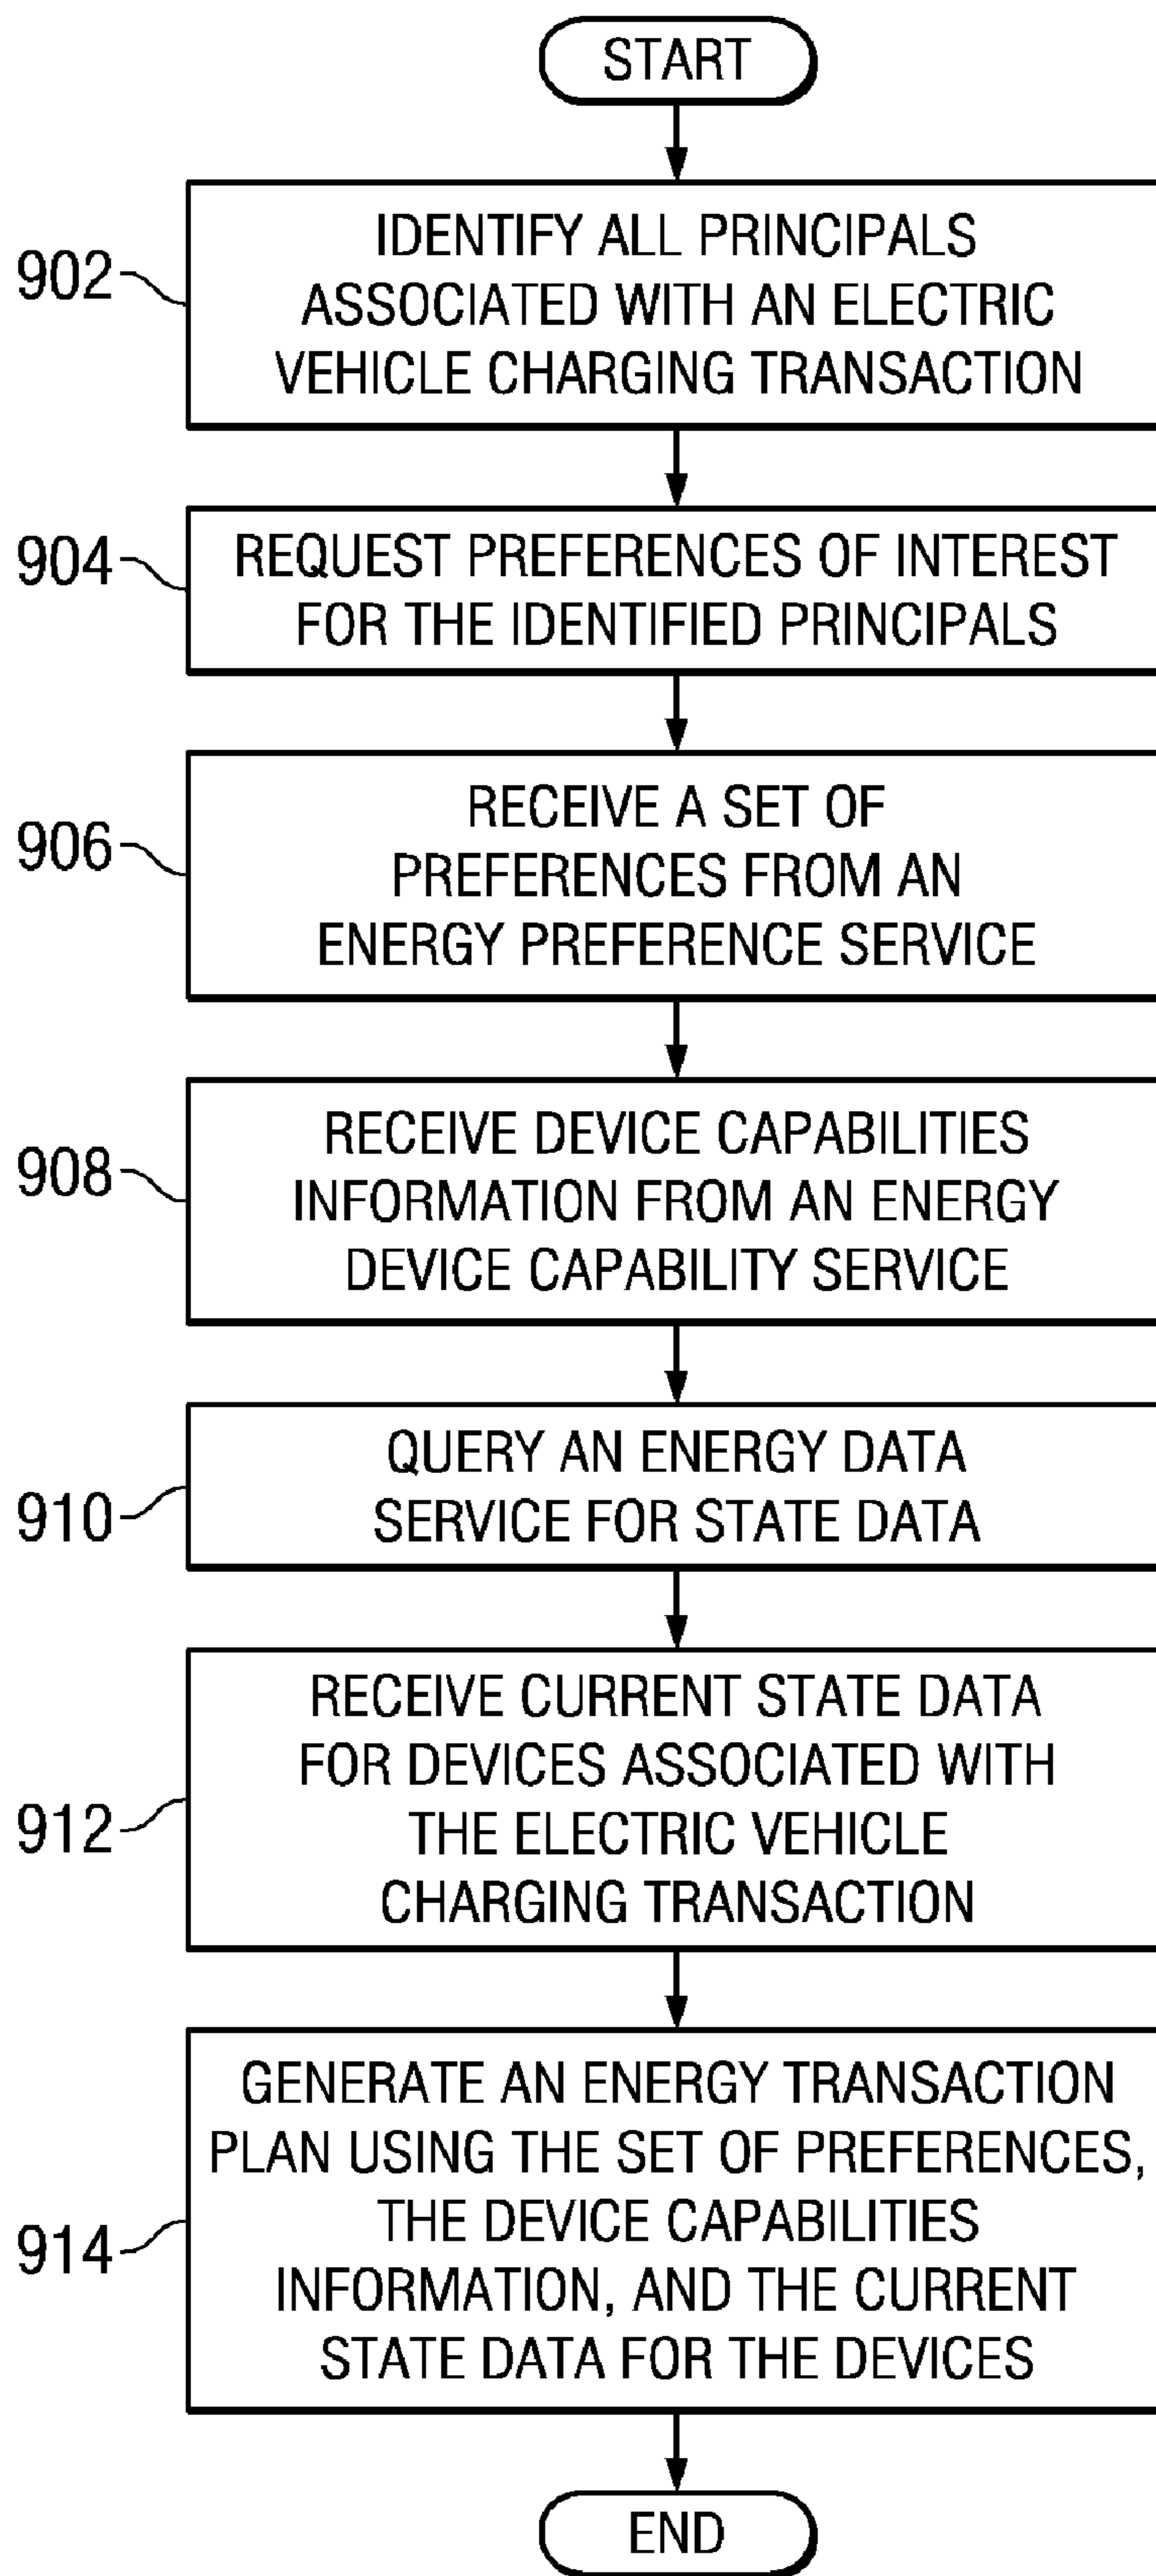 START
902
IDENTIFY ALL PRINCIPALS
ASSOCIATED WITH AN ELECTRIC
VEHICLE CHARGING TRANSACTION
904
REQUEST PREFERENCES OF INTEREST
FOR THE IDENTIFIED PRINCIPALS
906
RECEIVE A SET OF
PREFERENCES FROM AN
ENERGY PREFERENCE SERVICE
908
RECEIVE DEVICE CAPABILITIES
INFORMATION FROM AN ENERGY
DEVICE CAPABILITY SERVICE
910
QUERY AN ENERGY DATA
SERVICE FOR STATE DATA
912
RECEIVE CURRENT STATE DATA
FOR DEVICES ASSOCIATED WITH
THE ELECTRIC VEHICLE
CHARGING TRANSACTION
914
GENERATE AN ENERGY TRANSACTION
PLAN USING THE SET OF PREFERENCES,
THE DEVICE CAPABILITIES
INFORMATION, AND THE CURRENT
STATE DATA FOR THE DEVICES
END